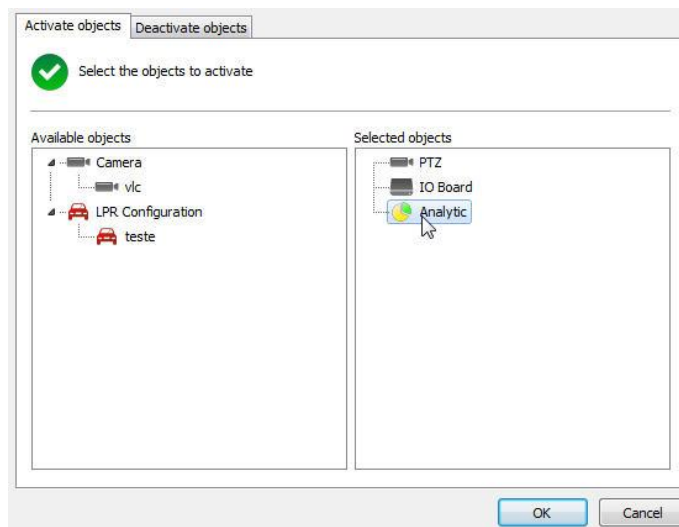 Activate objects
Deactivate objects
Select the objects to activate
Available objects
Camera
vlc
LPR Configuration
teste
Selected objects
PTZ
IO Board
Analytic
OK
Cancel